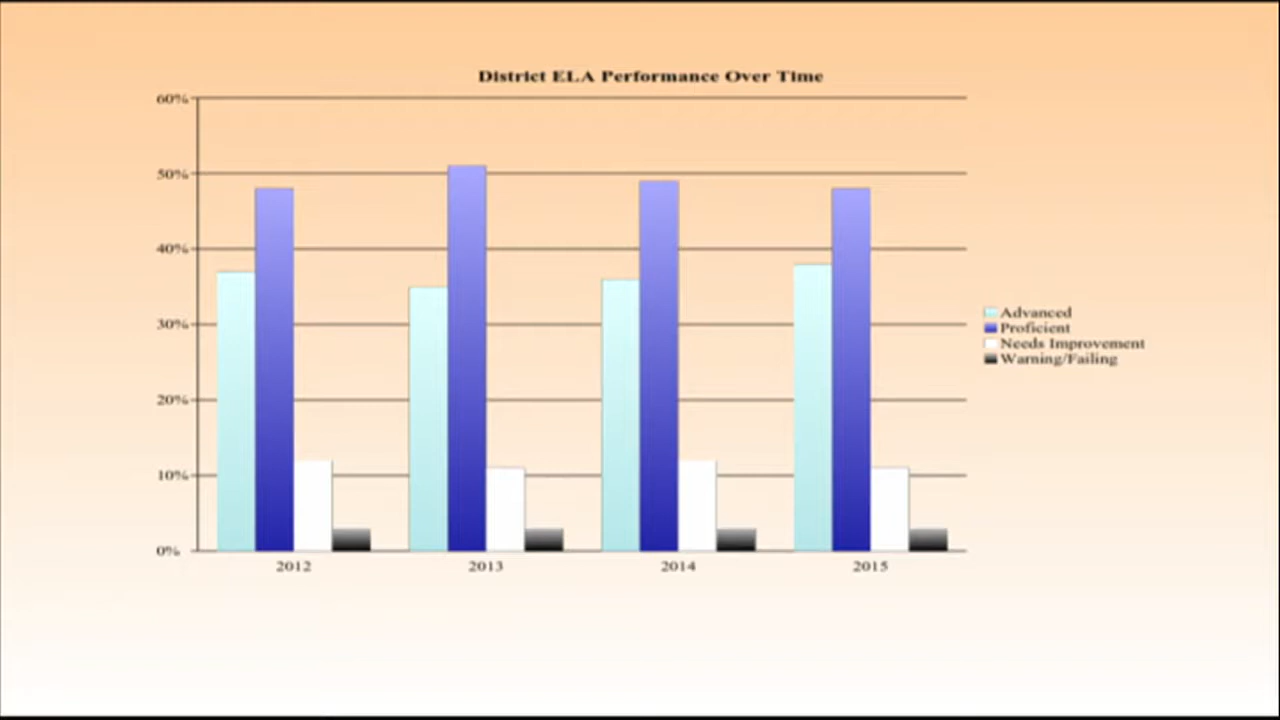 District ELA Performance Over Time
60%
50%
40%
30%
20%
10%
0%
2012 2013 2014 2015
Advanced
Proficient
Needs Improvement
Warning/Failing